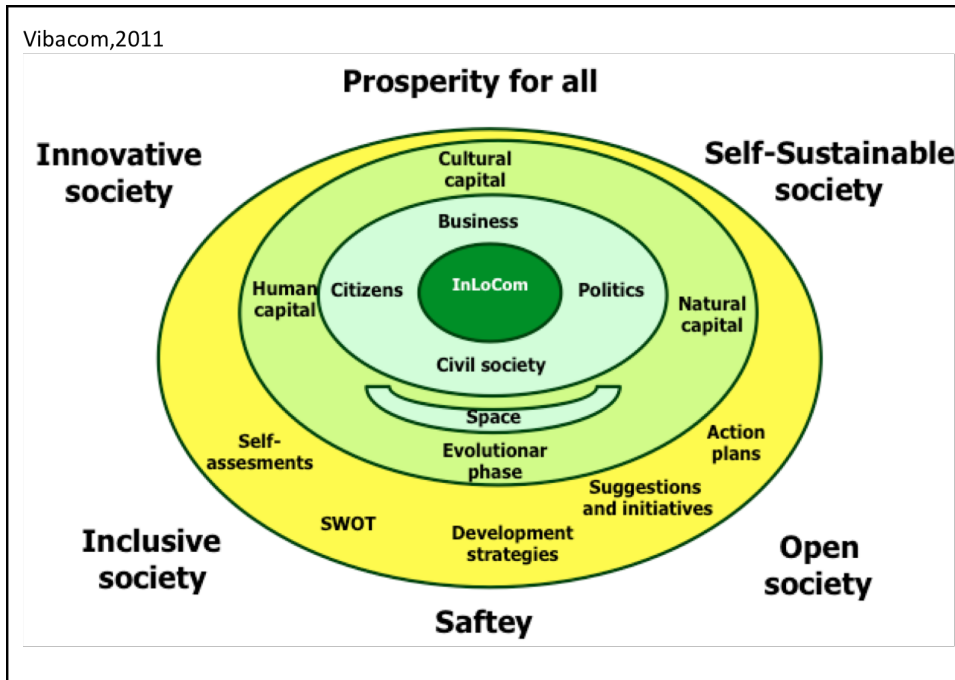 Vibacom,2011
Prosperity for all
Innovative
society
Self-Sustainable
society
Cultural
capital
Business
InLoCom
Human
capital
Citizens
Politics
Natural
capital
Civil society
Space
Evolutionar
phase
Self-
assesments
SWOT
Development
strategies
Suggestions
and initiatives
Action
plans
Inclusive
society
Open
society
Saftey